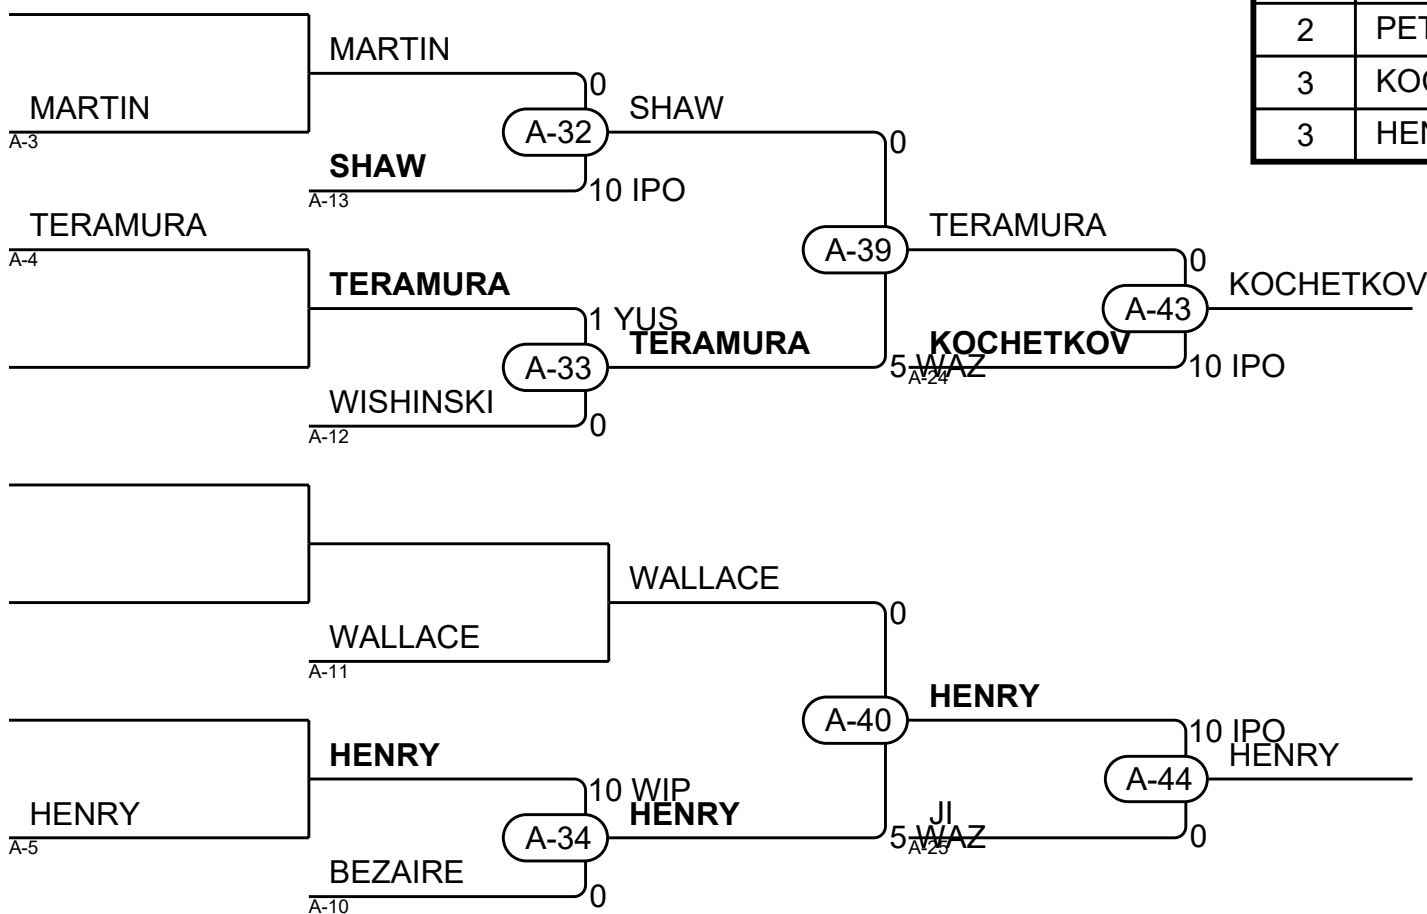 2 PET
3 KOC
3 HEN
MARTIN
0
MARTIN
A-3
A-32
SHAW
0
SHAW
A-13
10 IPO
TERAMURA
A-4
TERAMURA
A-39
TERAMURA
0
KOCHETKOV
1 YUS
A-43
TERAMURA
KOCHETKOV
A-33
5 WAZ
A-24
10 IPO
WISHINSKI
A-12
0
WALLACE
0
WALLACE
A-11
HENRY
A-40
10 IPO
HENRY
HENRY
A-44
10 WIP
HENRY
HENRY
A-5
JI
A-34
5 WAZ
A-25
0
BEZAIRE
A-10
0